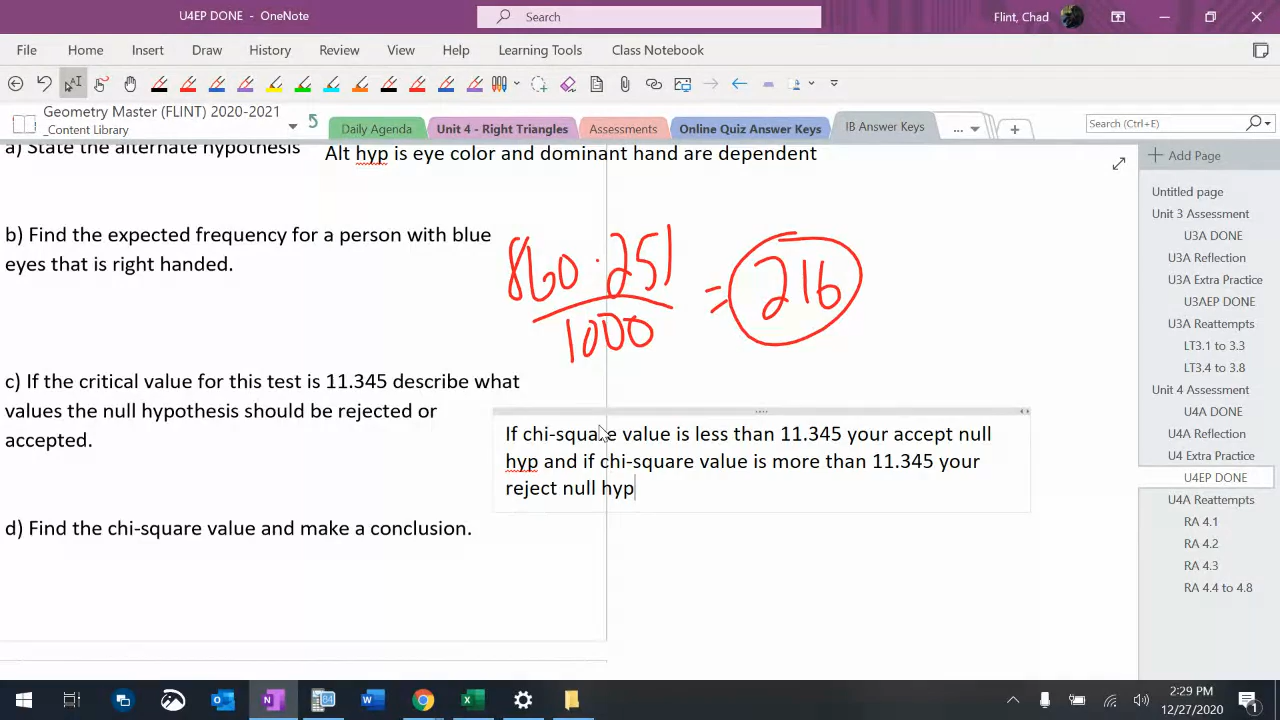 U4EP DONE - OneNote
Search
Flint, Chad
File Home Insert Draw History Review View Help Learning Tools Class Notebook
Geometry Master (FLINT) 2020-2021
_Content Library
Daily Agenda
Unit 4 - Right Triangles
Assessments
Online Quiz Answer Keys
IB Answer Keys
...
Search (Ctrl+E)
a) State the alternate hypothesis
Alt hyp is eye color and dominant hand are dependent
b) Find the expected frequency for a person with blue
eyes that is right handed.
860 · 251
1000
= 216
c) If the critical value for this test is 11.345 describe what
values the null hypothesis should be rejected or
accepted.
If chi-square value is less than 11.345 your accept null
hyp and if chi-square value is more than 11.345 your
reject null hyp
d) Find the chi-square value and make a conclusion.
Add Page
Untitled page
Unit 3 Assessment
U3A DONE
U3A Reflection
U3A Extra Practice
U3AEP DONE
U3A Reattempts
LT3.1 to 3.3
LT3.4 to 3.8
Unit 4 Assessment
U4A DONE
U4A Reflection
U4 Extra Practice
U4EP DONE
U4A Reattempts
RA 4.1
RA 4.2
RA 4.3
RA 4.4 to 4.8
2:29 PM
12/27/2020